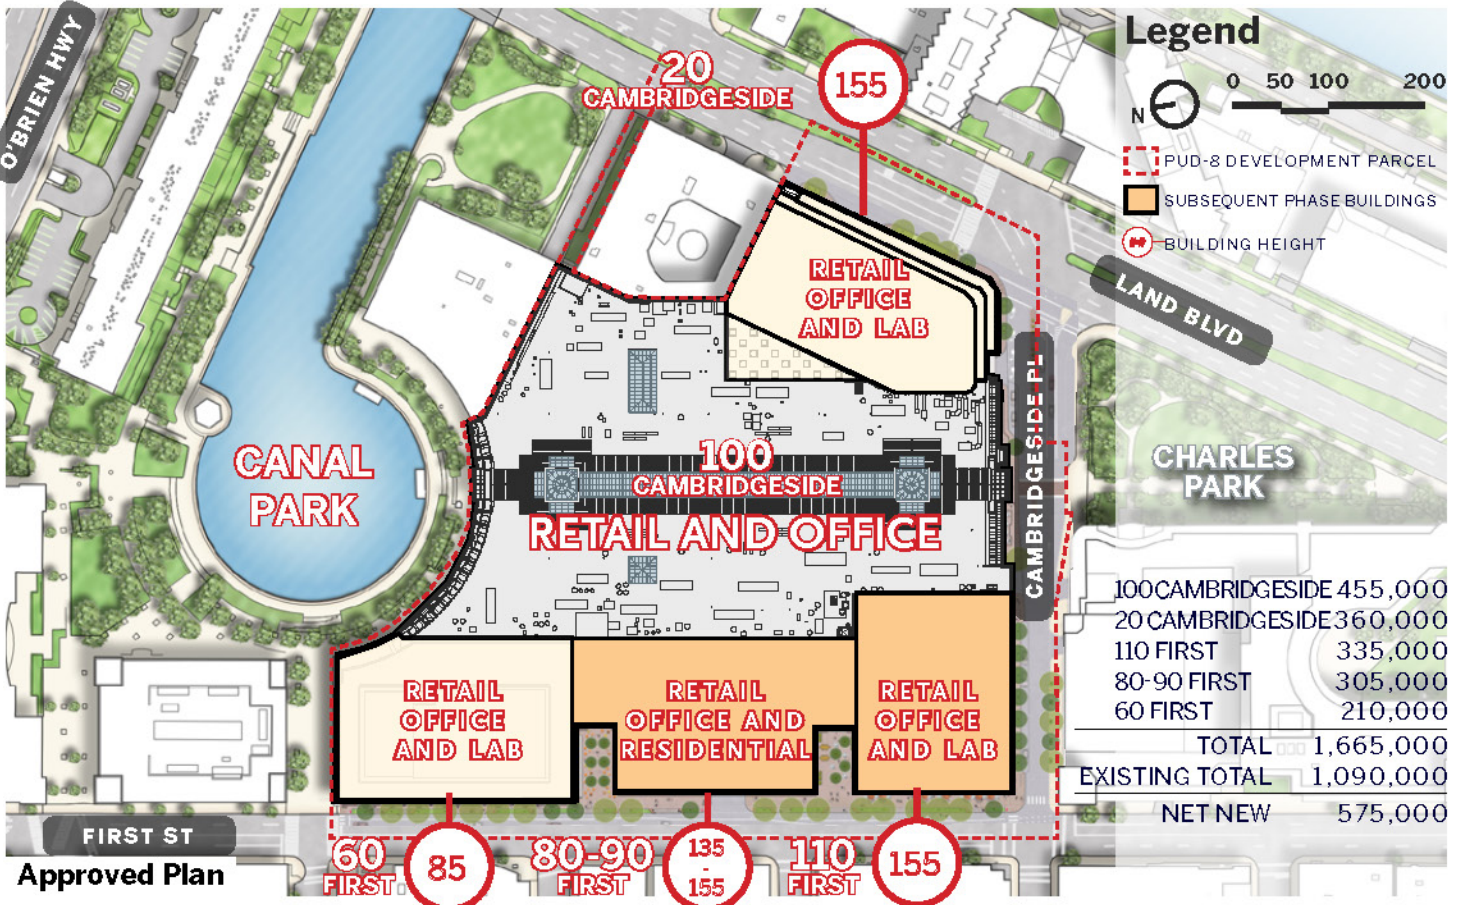 O'BRIEN HWY
20
CAMBRIDGESIDE
155
Legend
N
0 50 100 200
PUD-8 DEVELOPMENT PARCEL
SUBSEQUENT PHASE BUILDINGS
BUILDING HEIGHT
LAND BLVD
RETAIL
OFFICE
AND LAB
CAMBRIDGESIDE PL
CANAL
PARK
100
CAMBRIDGESIDE
RETAIL AND OFFICE
CHARLES
PARK
100 CAMBRIDGESIDE 455,000
20 CAMBRIDGESIDE 360,000
110 FIRST 335,000
80-90 FIRST 305,000
60 FIRST 210,000
TOTAL 1,665,000
EXISTING TOTAL 1,090,000
NET NEW 575,000
RETAIL
OFFICE
AND LAB
RETAIL
OFFICE AND
RESIDENTIAL
RETAIL
OFFICE
AND LAB
FIRST ST
60
FIRST
85
80-90
FIRST
135
-
155
110
FIRST
155
Approved Plan